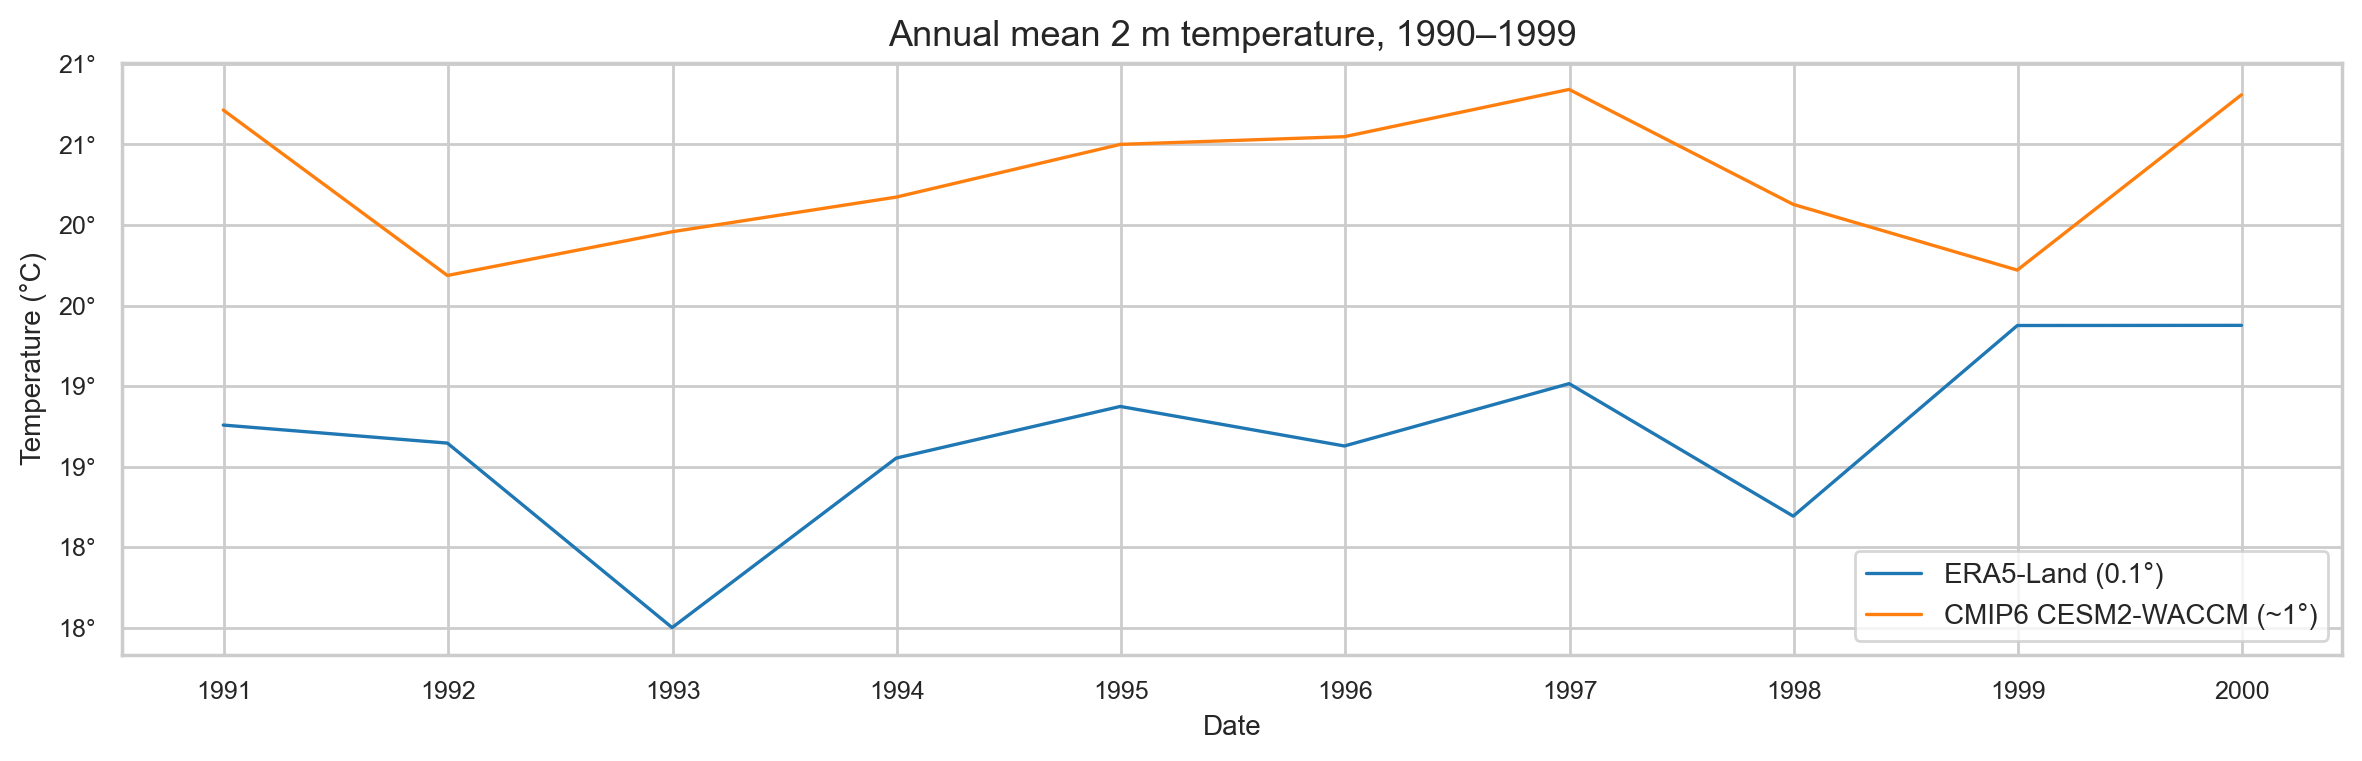 Annual mean 2 m temperature, 1990–1999
21°
21°
20°
20°
19°
19°
18°
18°
Temperature (°C)
ERA5-Land (0.1°)
CMIP6 CESM2-WACCM (~1°)
1991 1992 1993 1994 1995 1996 1997 1998 1999 2000
Date